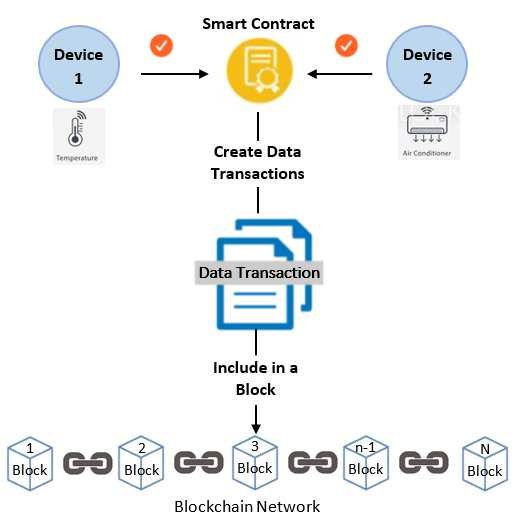 Smart Contract
Device
1
Device
2
Temperature
Air Conditioner
Create Data
Transactions
Data Transaction
Include in a
Block
1
Block
2
Block
3
Block
n-1
Block
N
Block
Blockchain Network